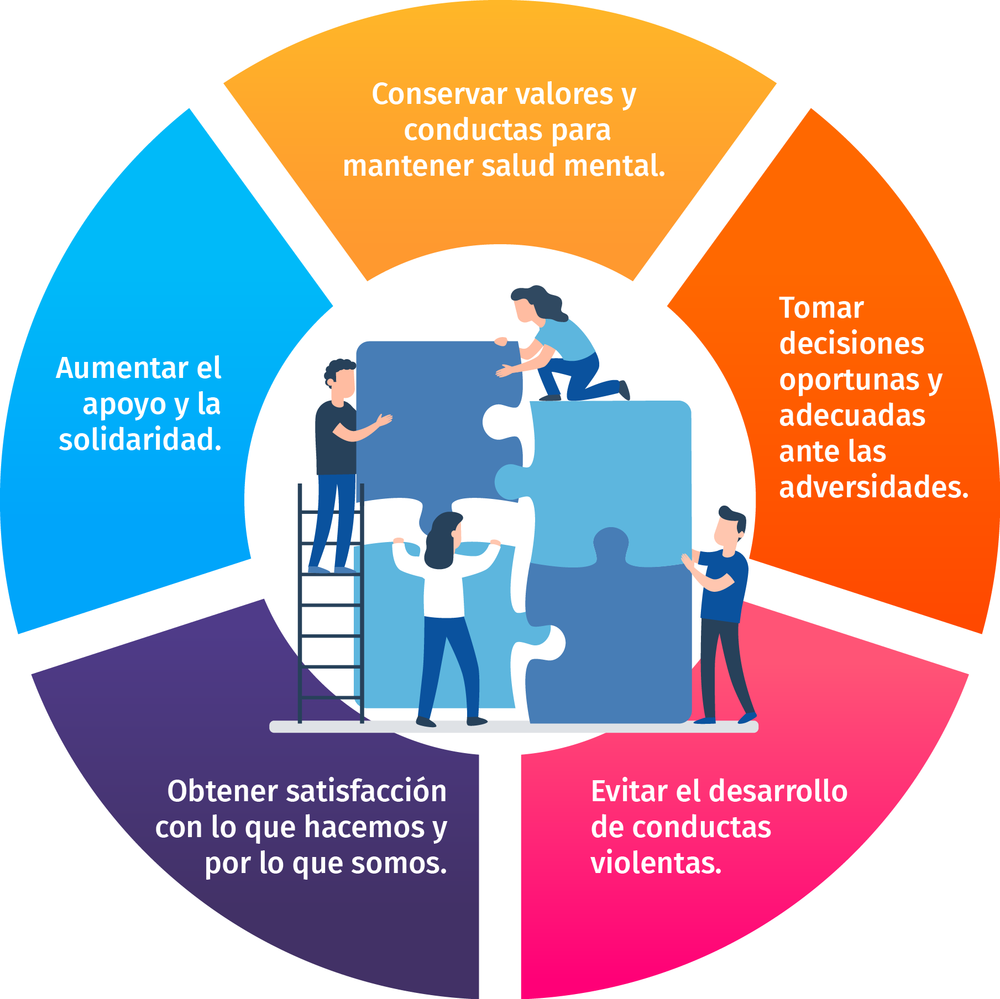 Conservar valores y
conductas para
mantener salud mental.
Tomar
decisiones
oportunas y
adecuadas
ante las
adversidades.
Evitar el desarrollo
de conductas
violentas.
Obtener satisfacción
con lo que hacemos y
por lo que somos.
Aumentar el
apoyo y la
solidaridad.